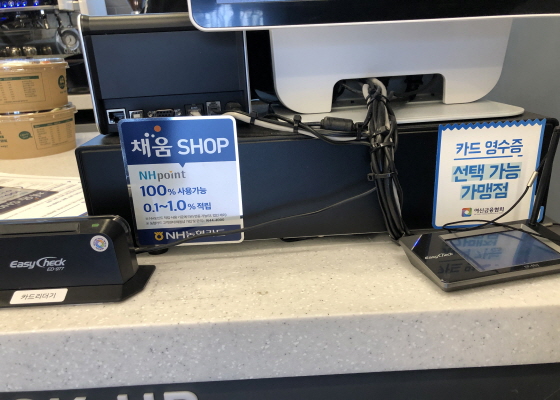 채움 SHOP
NHpoint
100% 사용가능
0.1~1.0% 적립
NH농협카드
카드 영수증
선택 가능
가맹점
여신금융협회
EasyCheck
ED-977
카드리더기
EasyCheck